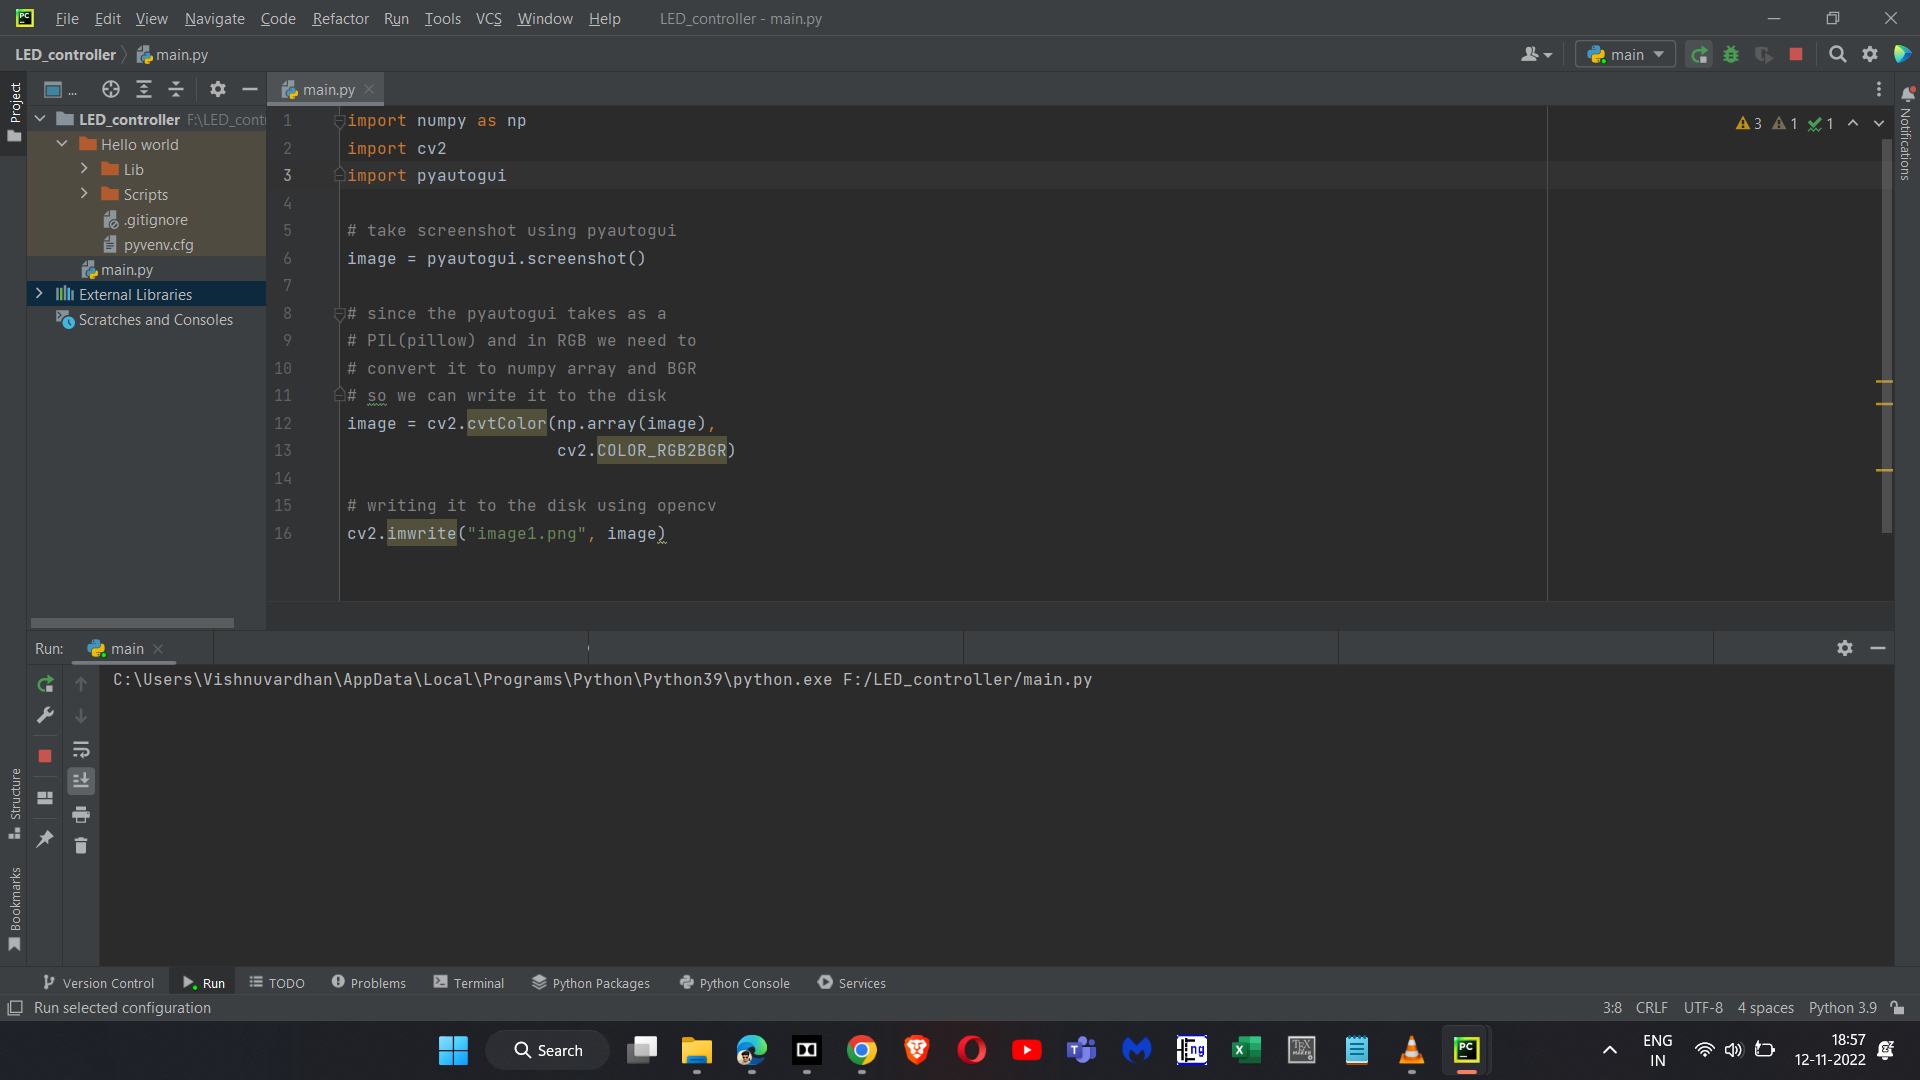 PC
File Edit View Navigate Code Refactor Run Tools VCS Window Help LED_controller - main.py
LED_controller main.py
main
Project
...
main.py
Notifications
LED_controller F:\LED_cont
Hello world
Lib
Scripts
.gitignore
pyvenv.cfg
main.py
External Libraries
Scratches and Consoles
3 1 1
1 import numpy as np
2 import cv2
3 import pyautogui
4
5 # take screenshot using pyautogui
6 image = pyautogui.screenshot()
7
8 # since the pyautogui takes as a
9 # PIL(pillow) and in RGB we need to
10 # convert it to numpy array and BGR
11 # so we can write it to the disk
12 image = cv2.cvtColor(np.array(image),
13 cv2.COLOR_RGB2BGR)
14
15 # writing it to the disk using opencv
16 cv2.imwrite("image1.png", image)
Run: main
C:\Users\Vishnuvardhan\AppData\Local\Programs\Python\Python39\python.exe F:/LED_controller/main.py
Structure
Bookmarks
Version Control Run TODO Problems Terminal Python Packages Python Console Services
Run selected configuration 3:8 CRLF UTF-8 4 spaces Python 3.9
Search
Eng
TEX
PC
ENG
IN
18:57
12-11-2022